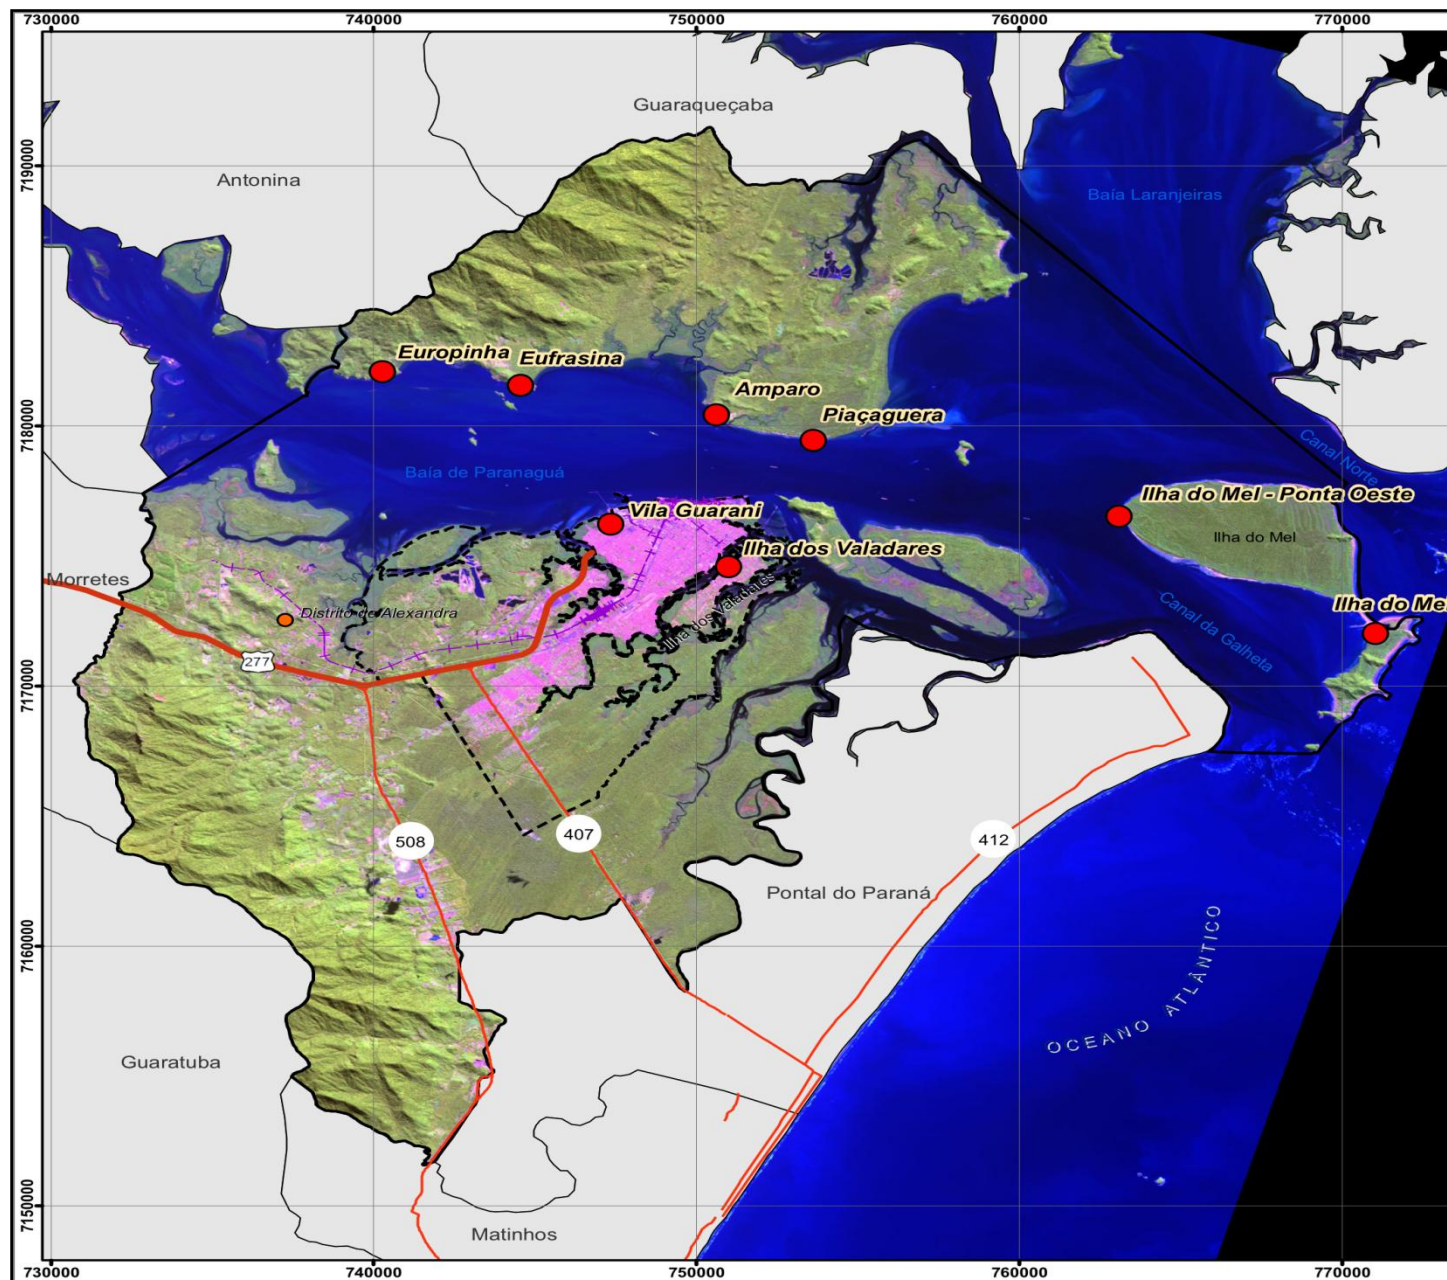 730000 740000 750000 760000 770000
Guaraqueçaba
7190000
Antonina
Baía Laranjeiras
Europinha
Eufrasina
Amparo
Piaçaguera
7180000
Canal Norte
Baía de Paranaguá
Ilha do Mel - Ponta Oeste
Vila Guarani
Ilha do Mel
Ilha dos Valadares
Morretes
Ilha dos Valadares
Distrito de Alexandra
Ilha do Mel
Canal da Galheta
277
7170000
508
407
412
Pontal do Paraná
7160000
OCEANO ATLÂNTICO
Guaratuba
7150000
Matinhos
730000 740000 750000 760000 770000